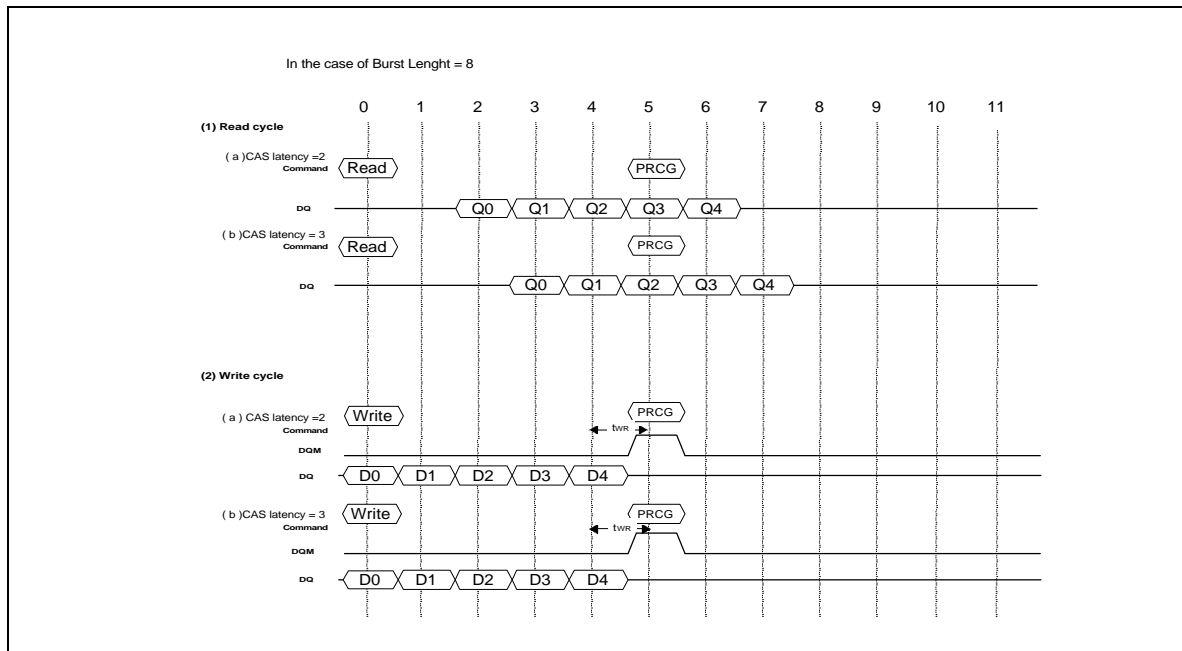 In the case of Burst Lenght = 8
0 1 2 3 4 5 6 7 8 9 10 11
(1) Read cycle
( a )CAS latency =2
Command Read PRCG
DQ Q0 Q1 Q2 Q3 Q4
( b )CAS latency = 3
Command Read PRCG
DQ Q0 Q1 Q2 Q3 Q4
(2) Write cycle
( a ) CAS latency =2
Command Write tWR PRCG
DQM
DQ D0 D1 D2 D3 D4
( b )CAS latency = 3
Command Write tWR PRCG
DQM
DQ D0 D1 D2 D3 D4